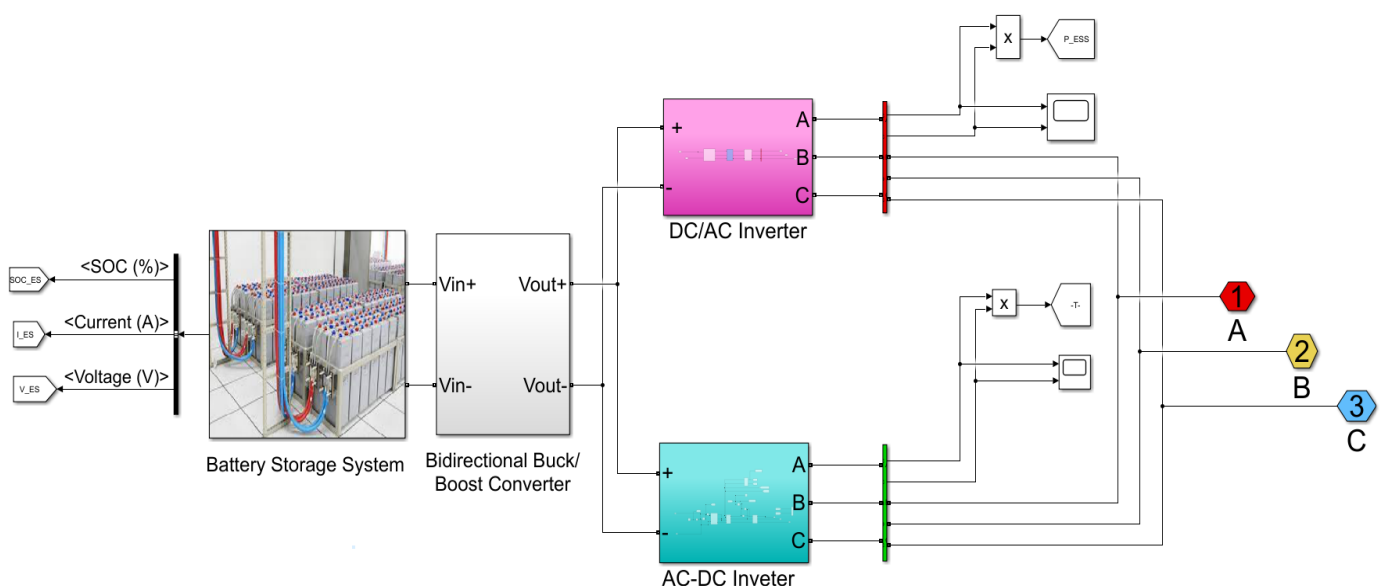 P_ESS
X
+
-
A
B
C
DC/AC Inverter
<SOC (%)>
SOC_ES
<Current (A)>
I_ES
<Voltage (V)>
V_ES
Battery Storage System
Vin+
Vin-
Vout+
Vout-
Bidirectional Buck/
Boost Converter
X
-T-
+
-
A
B
C
AC-DC Inveter
1
A
2
B
3
C